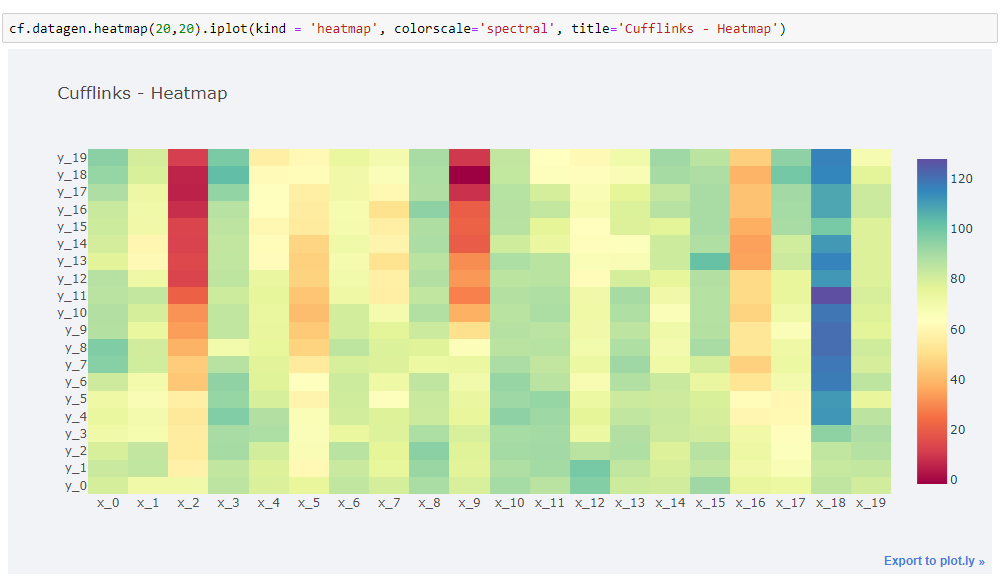 cf.datagen.heatmap(20,20).iplot(kind = 'heatmap', colorscale='spectral', title='Cufflinks - Heatmap')
Cufflinks - Heatmap
y_19
y_18
y_17
y_16
y_15
y_14
y_13
y_12
y_11
y_10
y_9
y_8
y_7
y_6
y_5
y_4
y_3
y_2
y_1
y_0
x_0 x_1 x_2 x_3 x_4 x_5 x_6 x_7 x_8 x_9 x_10 x_11 x_12 x_13 x_14 x_15 x_16 x_17 x_18 x_19
120
100
80
60
40
20
0
Export to plot.ly »